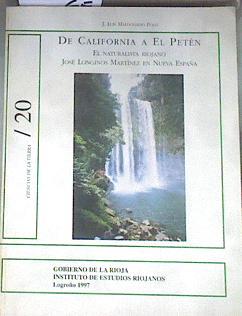 J. Luis Maldonado Polo
De California a El Petén
El naturalista riojano
José Longinos Martínez en Nueva España
/ 20
CIENCIAS DE LA TIERRA
GOBIERNO DE LA RIOJA
INSTITUTO DE ESTUDIOS RIOJANOS
Logroño 1997